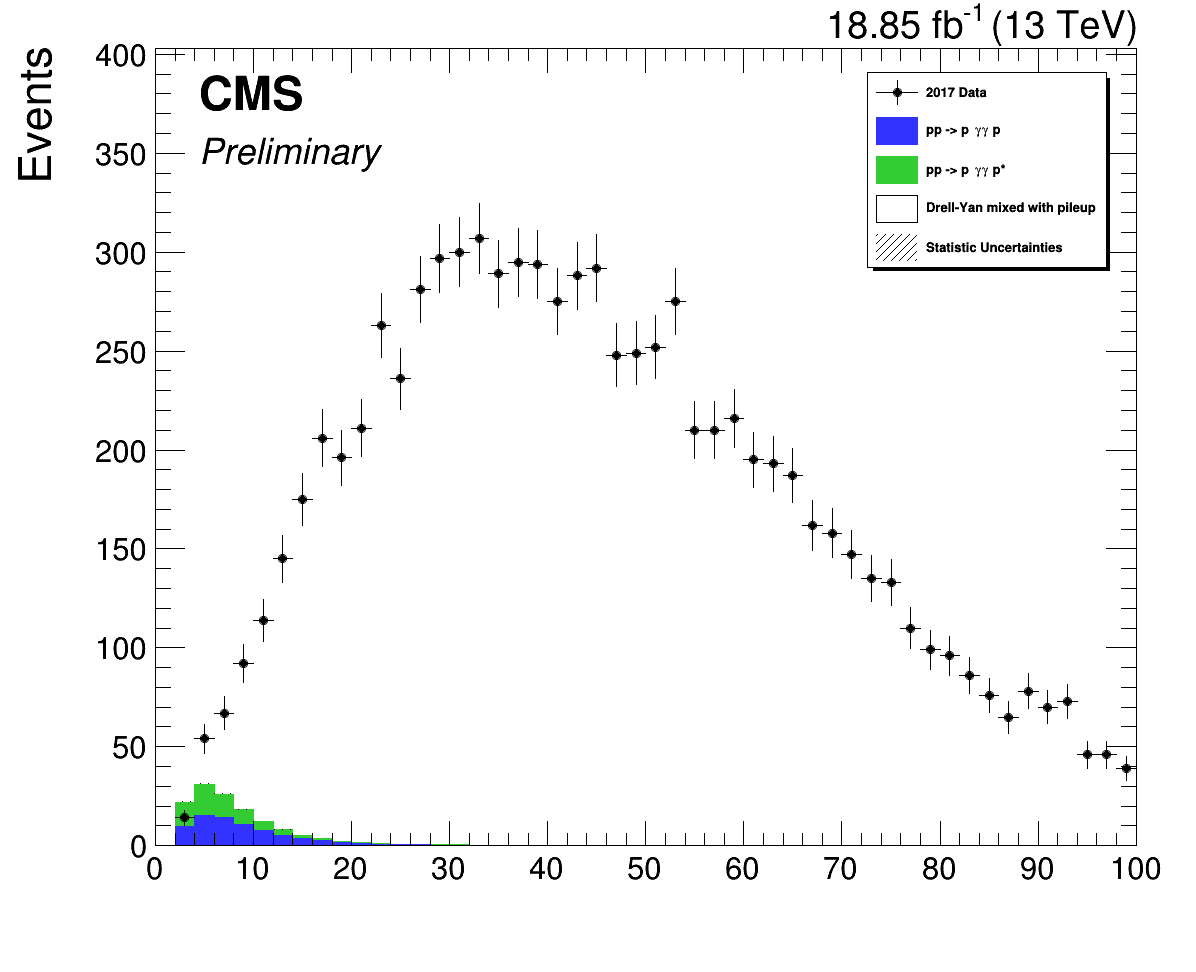 18.85 fb-1 (13 TeV)
Events
CMS
Preliminary
2017 Data
pp -> p γγ p
pp -> p γγ p*
Drell-Yan mixed with pileup
Statistic Uncertainties
400
350
300
250
200
150
100
50
0
0 10 20 30 40 50 60 70 80 90 100